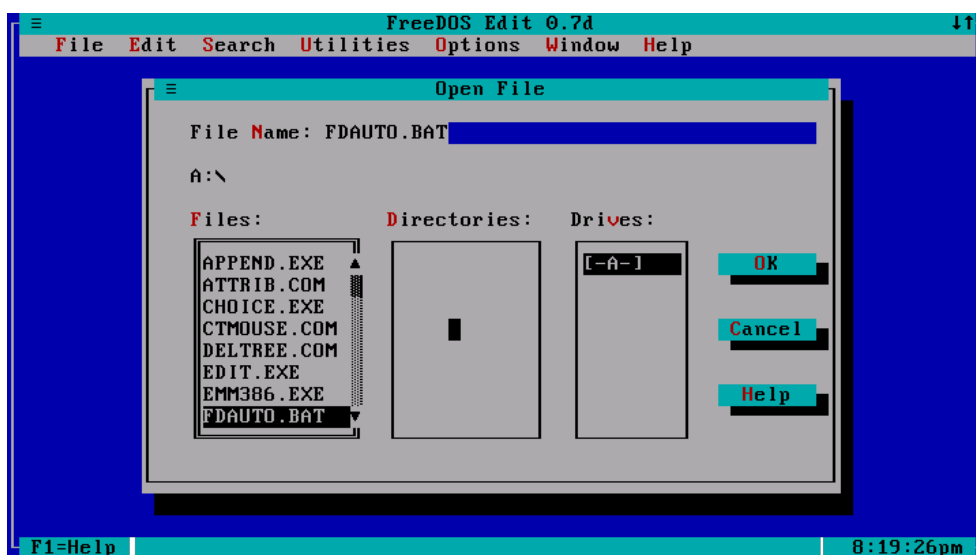 ≡ FreeDOS Edit 0.7d ↓↑
File Edit Search Utilities Options Window Help
≡ Open File
File Name: FDAUTO.BAT
A:\
Files: Directories: Drives:
APPEND.EXE ▲ [-A-] OK
ATTRIB.COM
CHOICE.EXE
CTMOUSE.COM Cancel
DELTREE.COM
EDIT.EXE
EMM386.EXE Help
FDAUTO.BAT ▼
F1=Help 8:19:26pm